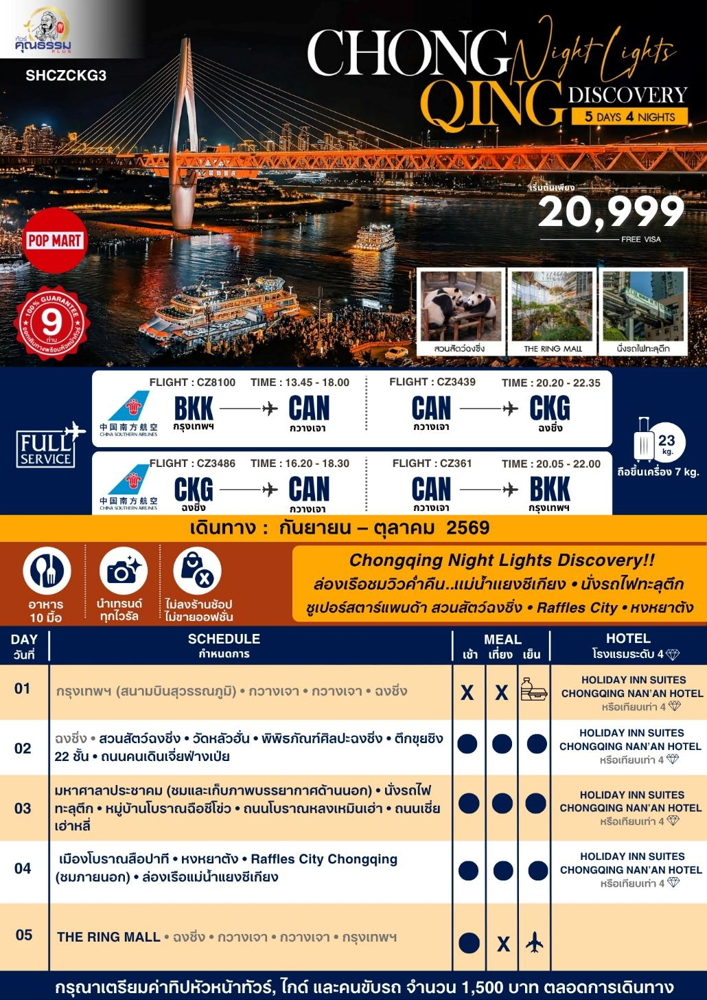 ทัวร์
คุณธรรม
PLUS
SHCZCKG3
CHONG Night Lights
QING DISCOVERY
5 DAYS 4 NIGHTS
เริ่มต้นเพียง
20,999
FREE VISA
POP MART
100% GUARANTEE
9
ท่าน
ออกเดินทางพร้อมหัวหน้าทัวร์
สวนสัตว์ฉงชิ่ง
THE RING MALL
นั่งรถไฟทะลุตึก
FLIGHT : CZ8100 TIME : 13.45 - 18.00 FLIGHT : CZ3439 TIME : 20.20 - 22.35
BKK CAN CAN CKG
กรุงเทพฯ กวางเจา กวางเจา ฉงชิ่ง
中国南方航空
CHINA SOUTHERN AIRLINES
FULL
SERVICE
23
kg.
ถือขึ้นเครื่อง 7 kg.
FLIGHT : CZ3486 TIME : 16.20 - 18.30 FLIGHT : CZ361 TIME : 20.05 - 22.00
CKG CAN CAN BKK
ฉงชิ่ง กวางเจา กวางเจา กรุงเทพฯ
中国南方航空
CHINA SOUTHERN AIRLINES
เดินทาง : กันยายน – ตุลาคม 2569
อาหาร
10 มื้อ
นำเทรนด์
ทุกไวรัล
ไม่ลงร้านช้อป
ไม่ขายออฟชั่น
Chongqing Night Lights Discovery!!
ล่องเรือชมวิวค่ำคืน..แม่น้ำแยงซีเกียง • นั่งรถไฟทะลุตึก
ซูเปอร์สตาร์แพนด้า สวนสัตว์ฉงชิ่ง • Raffles City • หงหยาต้ง
DAY SCHEDULE MEAL HOTEL
วันที่ กำหนดการ เช้า เที่ยง เย็น โรงแรมระดับ 4
01
กรุงเทพฯ (สนามบินสุวรรณภูมิ) • กวางเจา • กวางเจา • ฉงชิ่ง
X X
HOLIDAY INN SUITES
CHONGQING NAN'AN HOTEL
หรือเทียบเท่า 4
02
ฉงชิ่ง • สวนสัตว์ฉงชิ่ง • วัดหลัวฮั่น • พิพิธภัณฑ์ศิลปะฉงชิ่ง • ตึกขุยซิง
22 ชั้น • ถนนคนเดินเจี่ยฟ่างเป่ย
HOLIDAY INN SUITES
CHONGQING NAN'AN HOTEL
หรือเทียบเท่า 4
03
มหาศาลาประชาคม (ชมและเก็บภาพบรรยากาศด้านนอก) • นั่งรถไฟ
ทะลุตึก • หมู่บ้านโบราณฉือชีโข่ว • ถนนโบราณหลงเหมินเฮ่า • ถนนเซี่ย
เฮ่าหลี่
HOLIDAY INN SUITES
CHONGQING NAN'AN HOTEL
หรือเทียบเท่า 4
04
เมืองโบราณสือปาที • หงหยาต้ง • Raffles City Chongqing
(ชมภายนอก) • ล่องเรือแม่น้ำแยงซีเกียง
HOLIDAY INN SUITES
CHONGQING NAN'AN HOTEL
หรือเทียบเท่า 4
05
THE RING MALL • ฉงชิ่ง • กวางเจา • กวางเจา • กรุงเทพฯ
X
กรุณาเตรียมค่าทิปหัวหน้าทัวร์, ไกด์ และคนขับรถ จำนวน 1,500 บาท ตลอดการเดินทาง